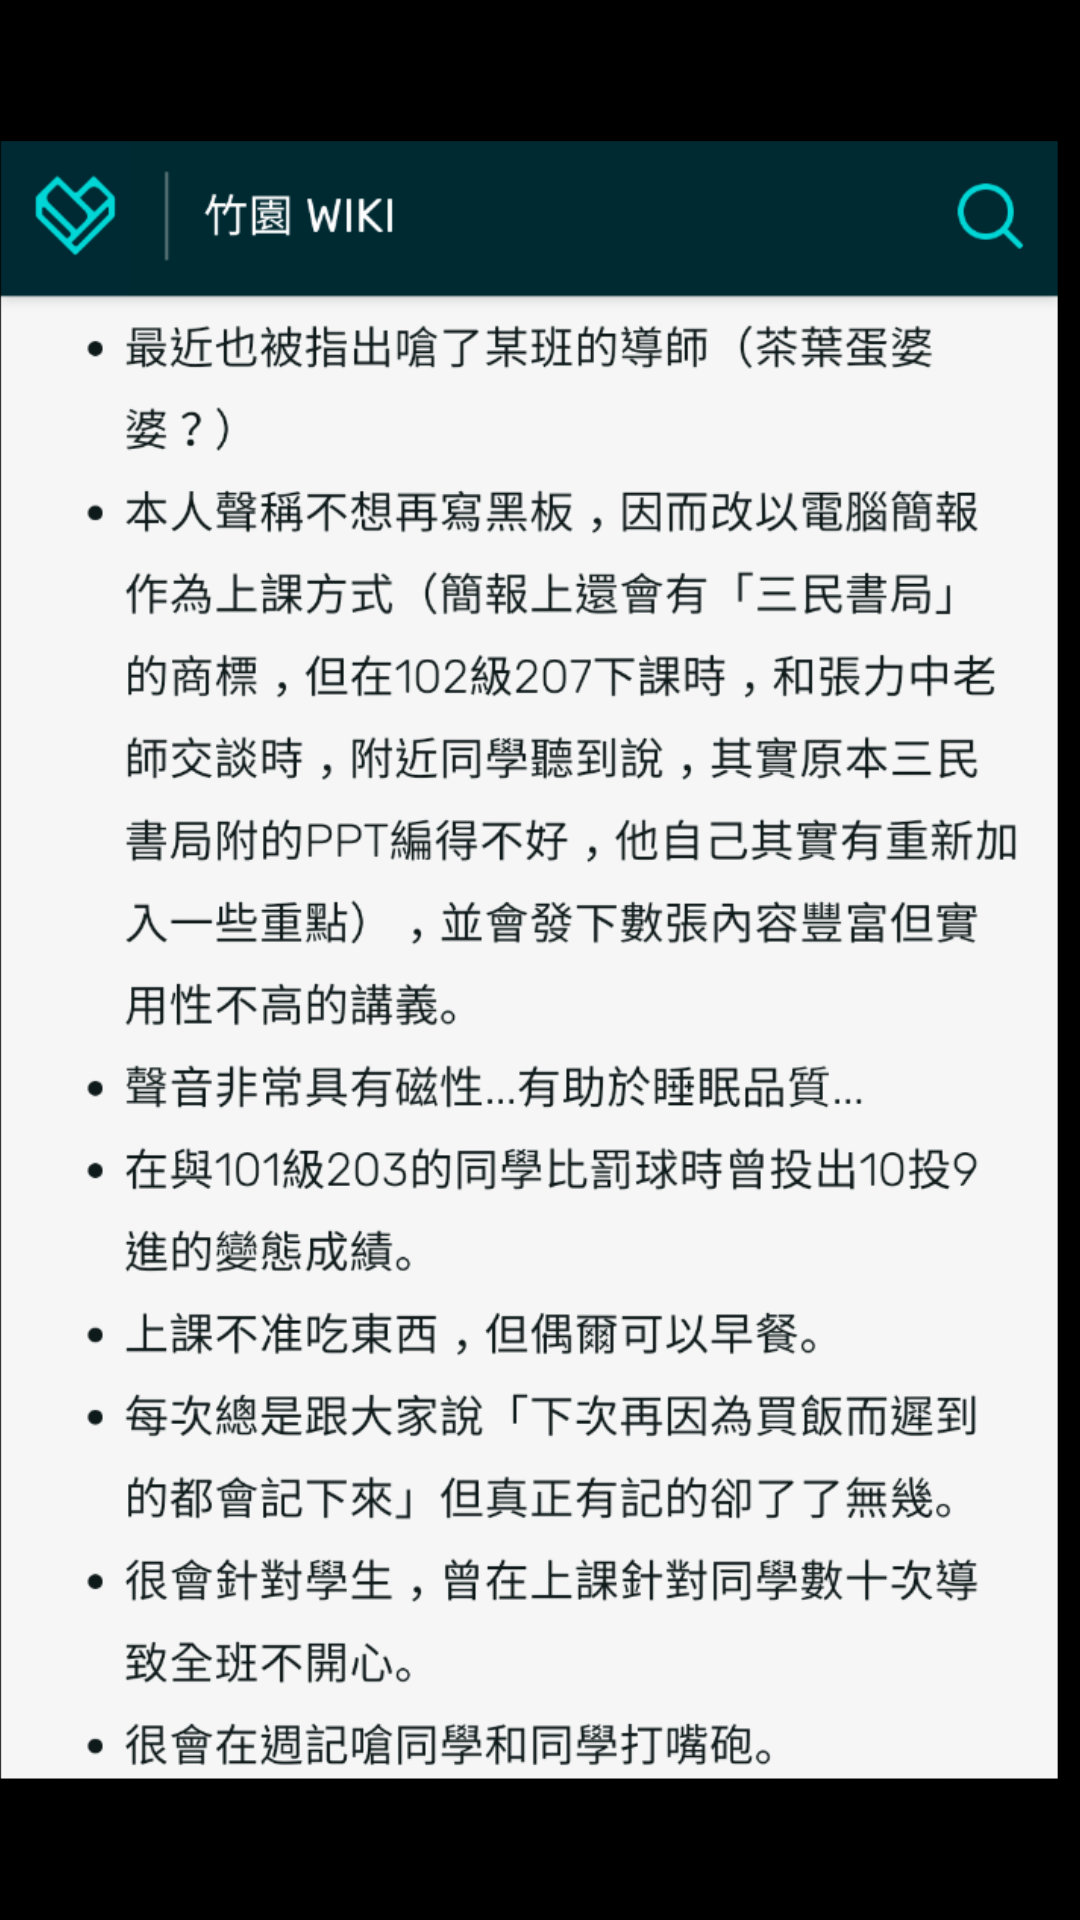 竹園 WIKI
最近也被指出嗆了某班的導師（茶葉蛋婆
婆？）
本人聲稱不想再寫黑板，因而改以電腦簡報
作為上課方式（簡報上還會有「三民書局」
的商標，但在102級207下課時，和張力中老
師交談時，附近同學聽到說，其實原本三民
書局附的PPT編得不好，他自己其實有重新加
入一些重點），並會發下數張內容豐富但實
用性不高的講義。
聲音非常具有磁性...有助於睡眠品質...
在與101級203的同學比罰球時曾投出10投9
進的變態成績。
上課不准吃東西，但偶爾可以早餐。
每次總是跟大家說「下次再因為買飯而遲到
的都會記下來」但真正有記的卻了了無幾。
很會針對學生，曾在上課針對同學數十次導
致全班不開心。
很會在週記嗆同學和同學打嘴砲。